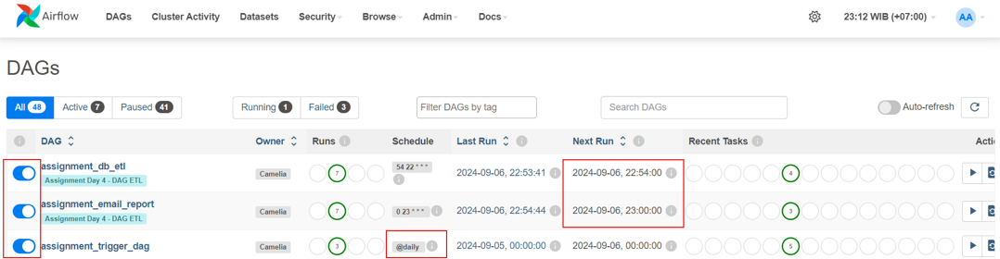 Airflow DAGs Cluster Activity Datasets Security Browse Admin Docs 23:12 WIB (+07:00) AA
DAGs
All 48 Active 7 Paused 41 Running 1 Failed 3 Filter DAGs by tag Search DAGs Auto-refresh
DAG Owner Runs Schedule Last Run Next Run Recent Tasks Actio
assignment_db_etl
Assignment Day 4 - DAG ETL
Camelia 7 54 22 * * * 2024-09-06, 22:53:41 2024-09-06, 22:54:00 4
assignment_email_report
Assignment Day 4 - DAG ETL
Camelia 7 0 23 * * * 2024-09-06, 22:54:44 2024-09-06, 23:00:00 3
assignment_trigger_dag Camelia 3 @daily 2024-09-05, 00:00:00 2024-09-06, 00:00:00 5